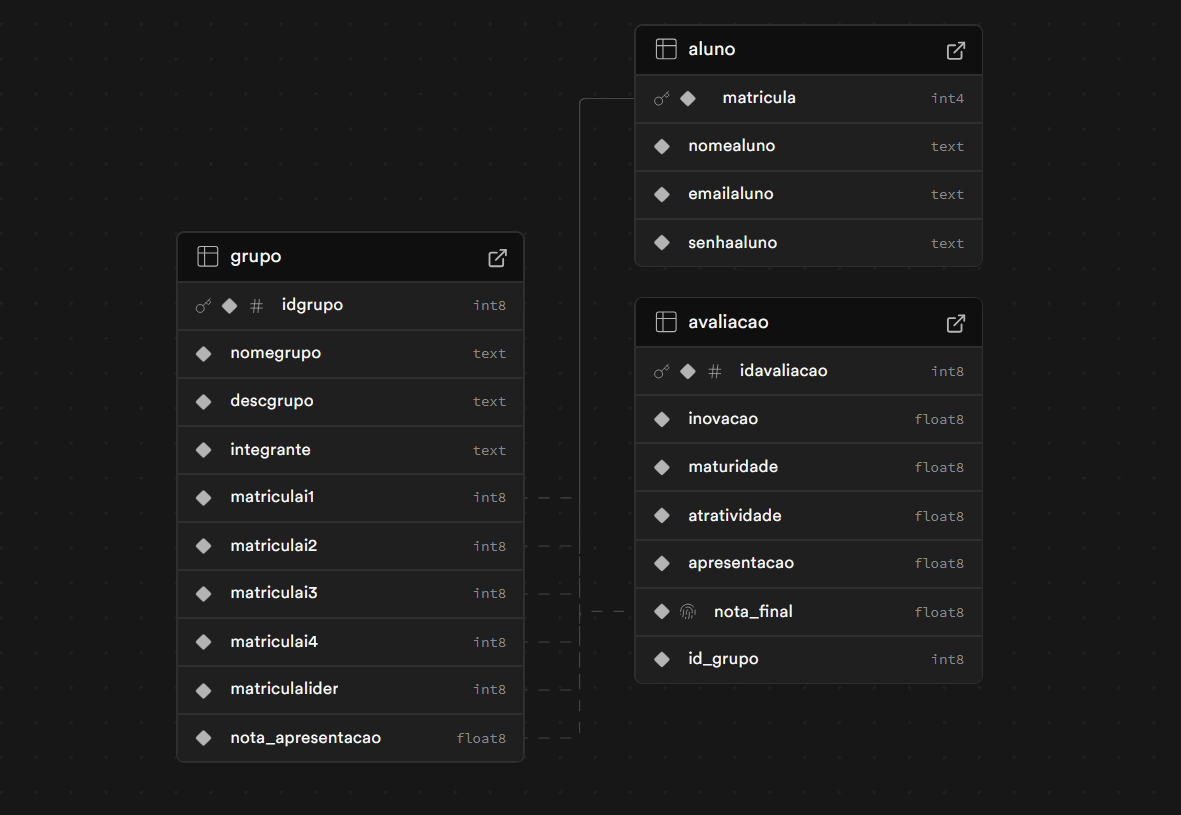 aluno
matricula int4
nomealuno text
emailaluno text
senhaaluno text
grupo
# idgrupo int8
nomegrupo text
descgrupo text
integrante text
matriculai1 int8
matriculai2 int8
matriculai3 int8
matriculai4 int8
matriculalider int8
nota_apresentacao float8
avaliacao
# idavaliacao int8
inovacao float8
maturidade float8
atratividade float8
apresentacao float8
nota_final float8
id_grupo int8